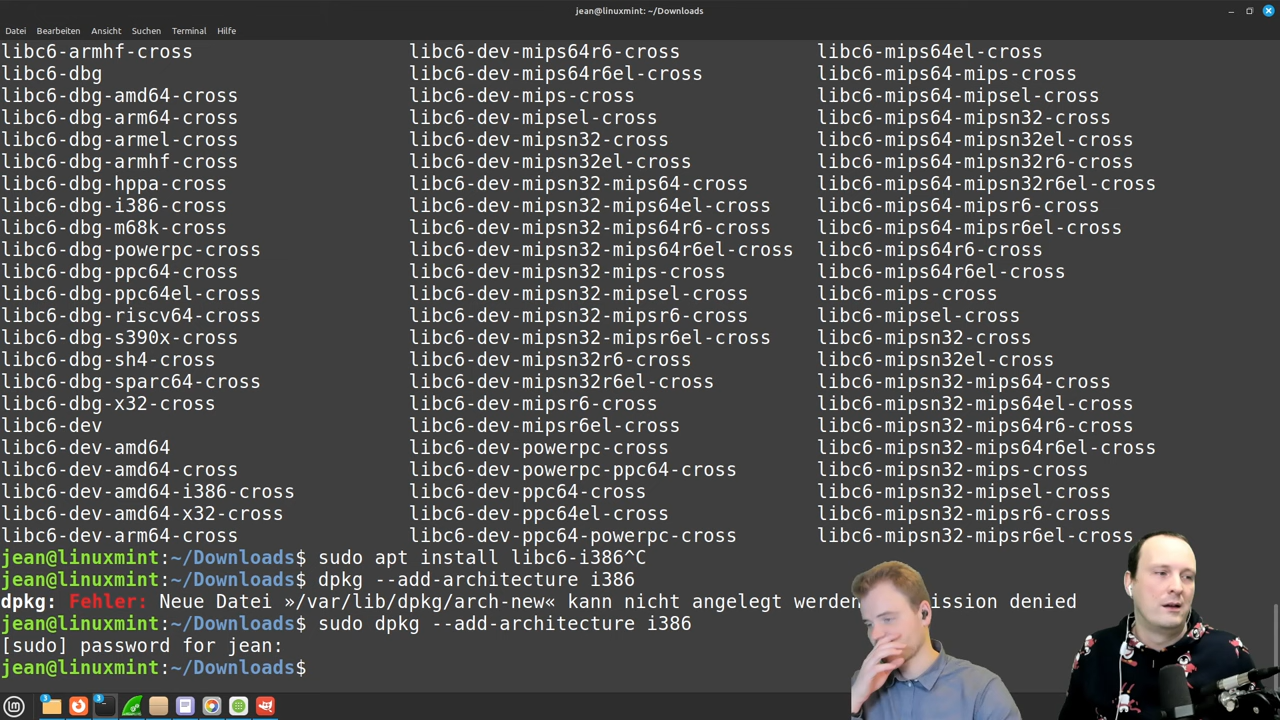 jean@linuxmint: ~/Downloads
Datei Bearbeiten Ansicht Suchen Terminal Hilfe
libc6-armhf-cross libc6-dev-mips64r6-cross libc6-mips64el-cross
libc6-dbg libc6-dev-mips64r6el-cross libc6-mips64-mips-cross
libc6-dbg-amd64-cross libc6-dev-mips-cross libc6-mips64-mipsel-cross
libc6-dbg-arm64-cross libc6-dev-mipsel-cross libc6-mips64-mipsn32-cross
libc6-dbg-armel-cross libc6-dev-mipsn32-cross libc6-mips64-mipsn32el-cross
libc6-dbg-armhf-cross libc6-dev-mipsn32el-cross libc6-mips64-mipsn32r6-cross
libc6-dbg-hppa-cross libc6-dev-mipsn32-mips64-cross libc6-mips64-mipsn32r6el-cross
libc6-dbg-i386-cross libc6-dev-mipsn32-mips64el-cross libc6-mips64-mipsr6-cross
libc6-dbg-m68k-cross libc6-dev-mipsn32-mips64r6-cross libc6-mips64-mipsr6el-cross
libc6-dbg-powerpc-cross libc6-dev-mipsn32-mips64r6el-cross libc6-mips64r6-cross
libc6-dbg-ppc64-cross libc6-dev-mipsn32-mips-cross libc6-mips64r6el-cross
libc6-dbg-ppc64el-cross libc6-dev-mipsn32-mipsel-cross libc6-mips-cross
libc6-dbg-riscv64-cross libc6-dev-mipsn32-mipsr6-cross libc6-mipsel-cross
libc6-dbg-s390x-cross libc6-dev-mipsn32-mipsr6el-cross libc6-mipsn32-cross
libc6-dbg-sh4-cross libc6-dev-mipsn32r6-cross libc6-mipsn32el-cross
libc6-dbg-sparc64-cross libc6-dev-mipsn32r6el-cross libc6-mipsn32-mips64-cross
libc6-dbg-x32-cross libc6-dev-mipsr6-cross libc6-mipsn32-mips64el-cross
libc6-dev libc6-dev-mipsr6el-cross libc6-mipsn32-mips64r6-cross
libc6-dev-amd64 libc6-dev-powerpc-cross libc6-mipsn32-mips64r6el-cross
libc6-dev-amd64-cross libc6-dev-powerpc-ppc64-cross libc6-mipsn32-mips-cross
libc6-dev-amd64-i386-cross libc6-dev-ppc64-cross libc6-mipsn32-mipsel-cross
libc6-dev-amd64-x32-cross libc6-dev-ppc64el-cross libc6-mipsn32-mipsr6-cross
libc6-dev-arm64-cross libc6-dev-ppc64-powerpc-cross libc6-mipsn32-mipsr6el-cross
jean@linuxmint:~/Downloads$ sudo apt install libc6-i386^C
jean@linuxmint:~/Downloads$ dpkg --add-architecture i386
dpkg: Fehler: Neue Datei »/var/lib/dpkg/arch-new« kann nicht angelegt werden ission denied
jean@linuxmint:~/Downloads$ sudo dpkg --add-architecture i386
[sudo] password for jean:
jean@linuxmint:~/Downloads$
3 3